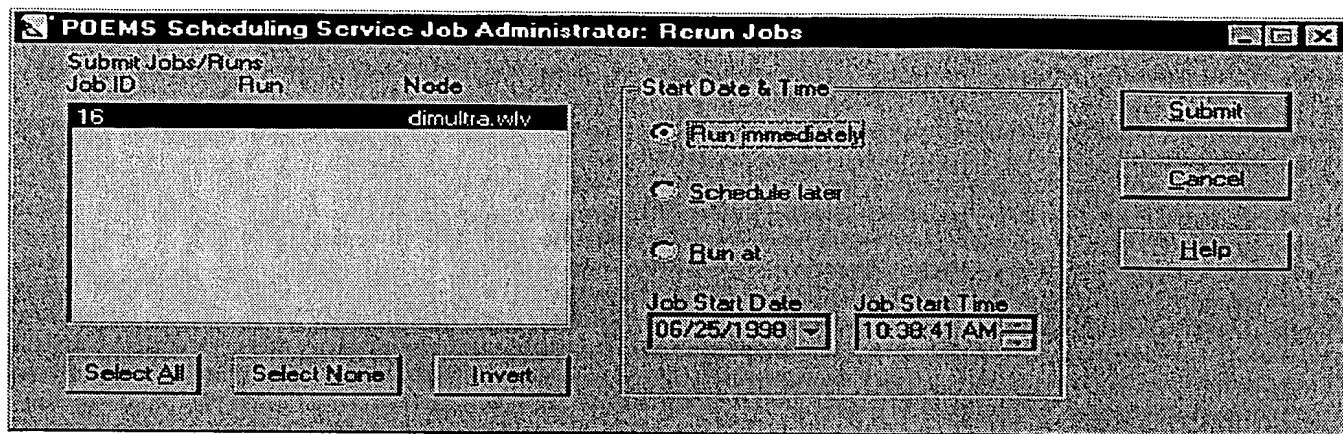 POEMS Scheduling Service Job Administrator: Rerun Jobs
Submit Jobs/Runs
Job ID Run Node
16 dimultra.wlv
Select All Select None Invert
Start Date & Time
Run immediately
Schedule later
Run at
Job Start Date Job Start Time
06/25/1998 10:38:41 AM
Submit
Cancel
Help